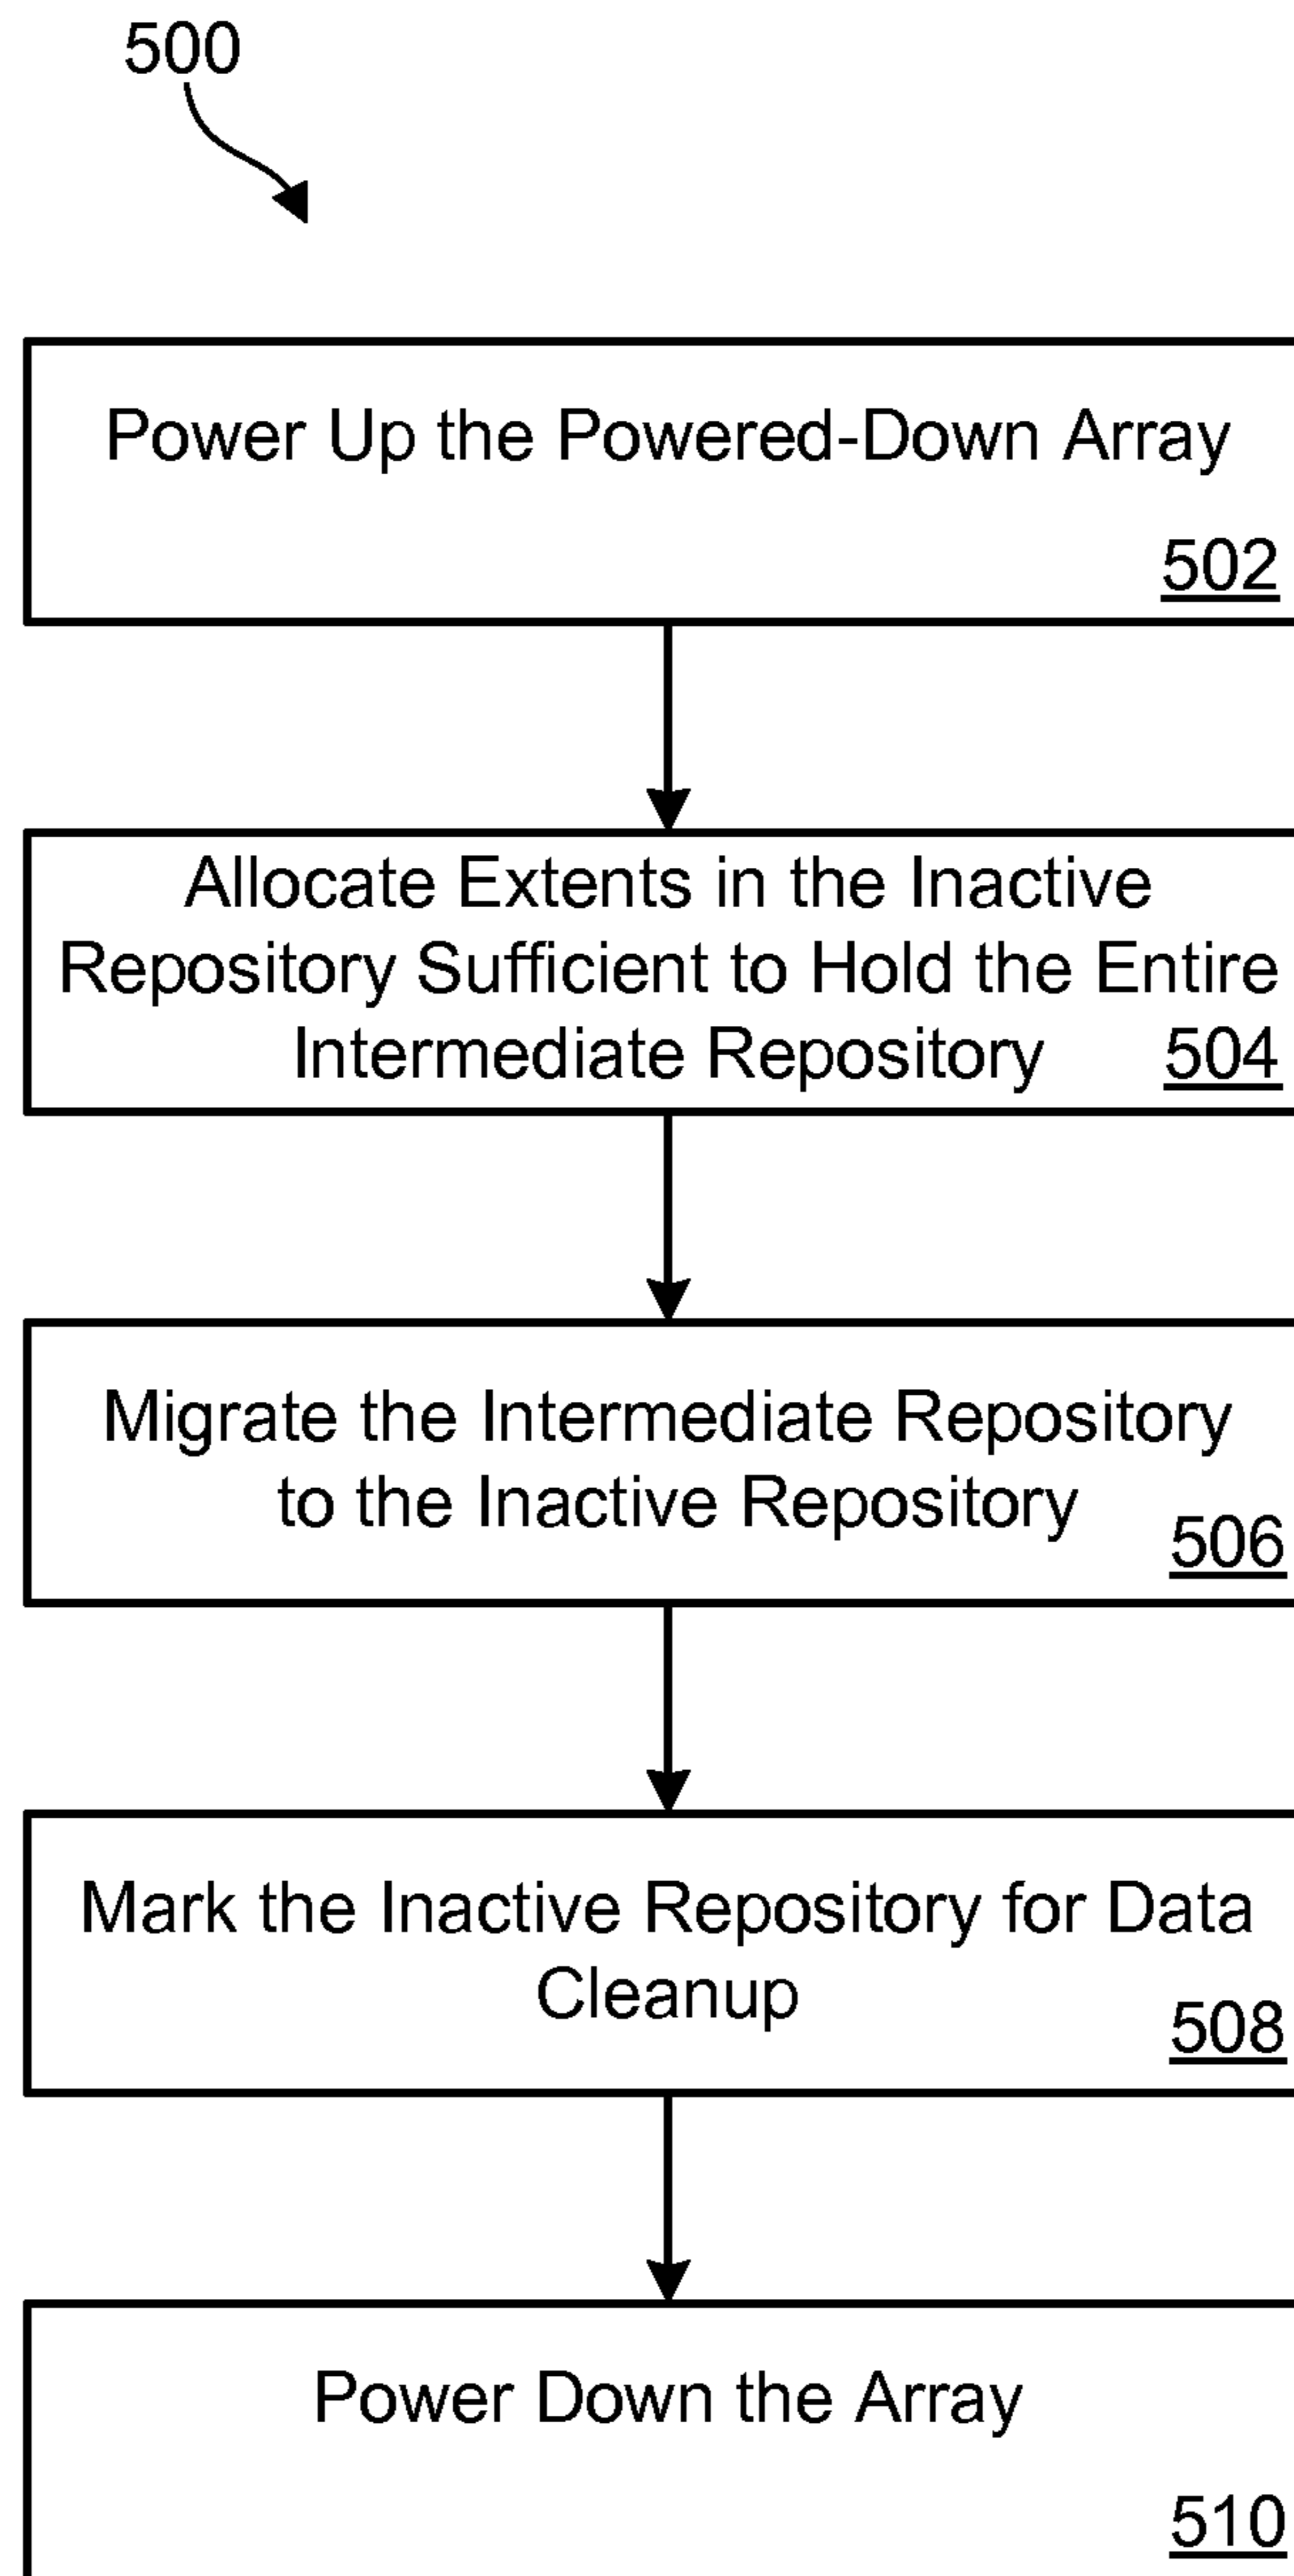 500
Power Up the Powered-Down Array
502
Allocate Extents in the Inactive
Repository Sufficient to Hold the Entire
Intermediate Repository
504
Migrate the Intermediate Repository
to the Inactive Repository
506
Mark the Inactive Repository for Data
Cleanup
508
Power Down the Array
510